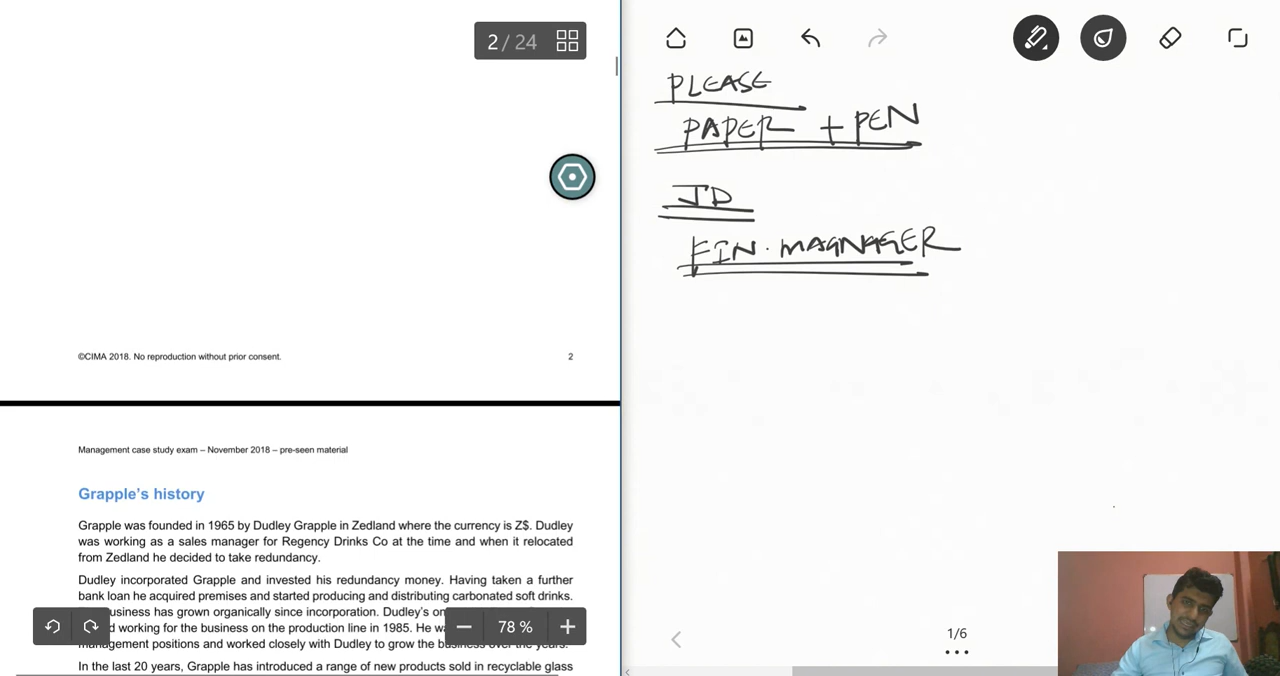 2 / 24
©CIMA 2018. No reproduction without prior consent. 2
Management case study exam – November 2018 – pre-seen material
Grapple's history
Grapple was founded in 1965 by Dudley Grapple in Zedland where the currency is Z$. Dudley
was working as a sales manager for Regency Drinks Co at the time and when it relocated
from Zedland he decided to take redundancy.
Dudley incorporated Grapple and invested his redundancy money. Having taken a further
bank loan he acquired premises and started producing and distributing carbonated soft drinks.
business has grown organically since incorporation. Dudley's on
working for the business on the production line in 1985. He
management positions and worked closely with Dudley to grow the business over the years.
In the last 20 years, Grapple has introduced a range of new products sold in recyclable glass
78 %
PLEASE
PAPER + PEN
JD
FIN. MAGNAGER
1/6